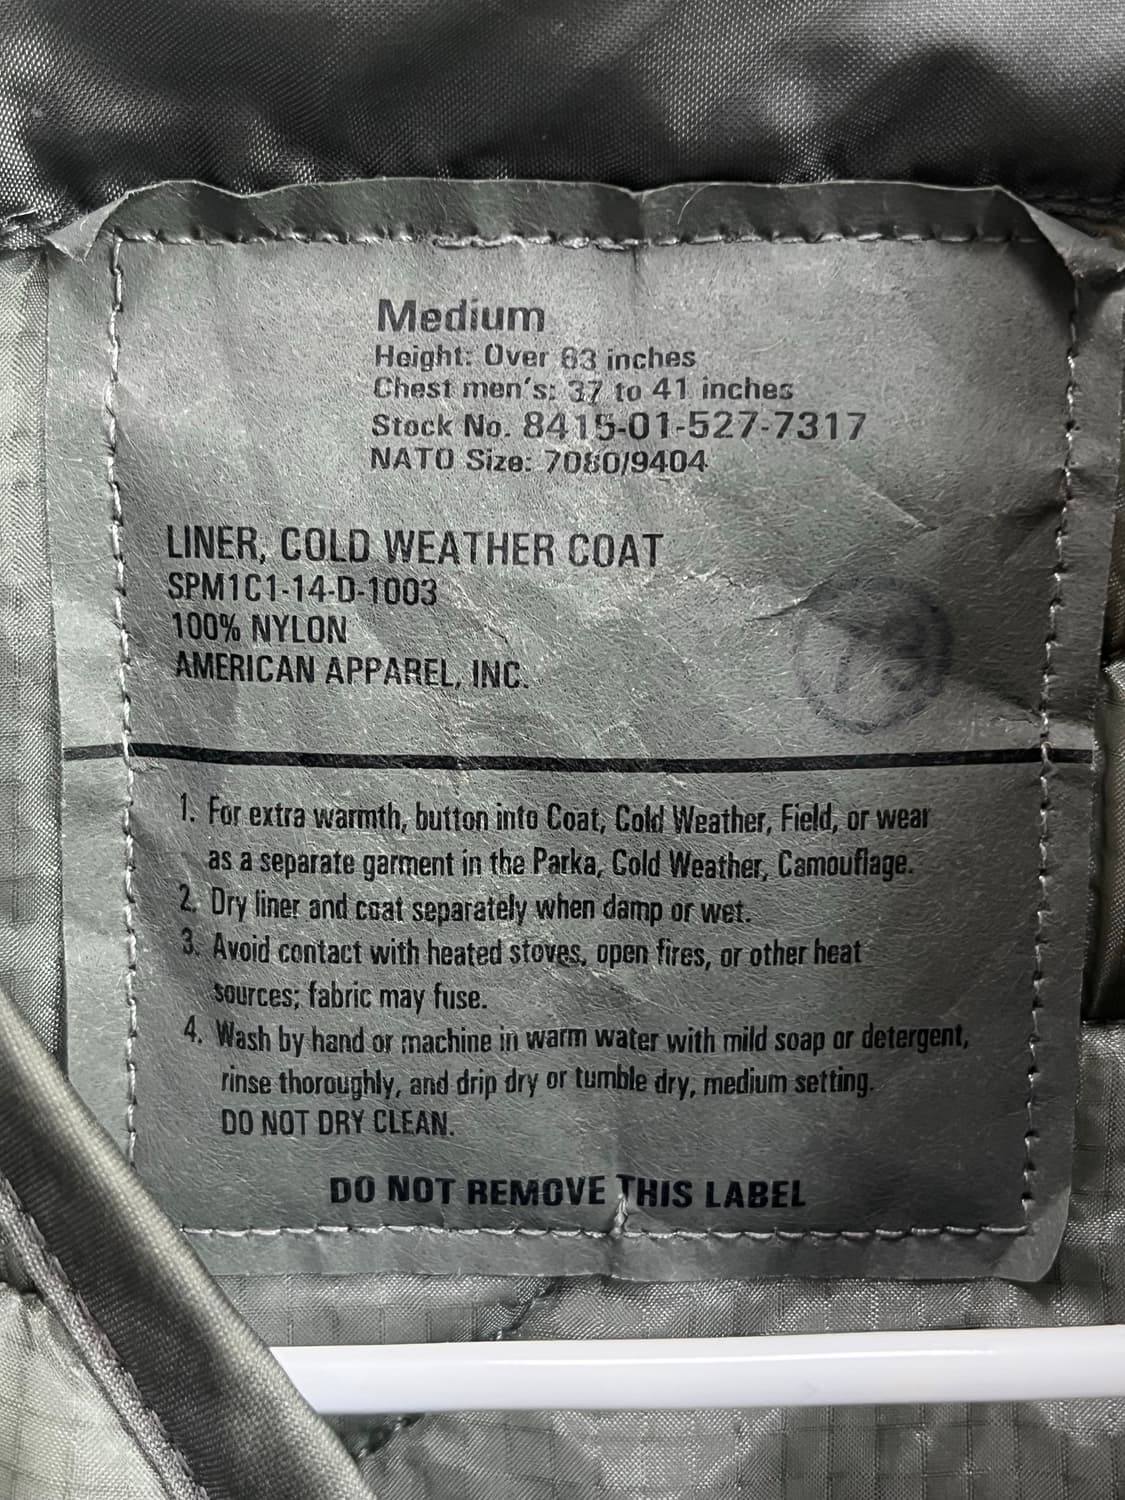 Medium
Height: Over 63 inches
Chest men's: 37 to 41 inches
Stock No. 8415-01-527-7317
NATO Size: 7080/9404
LINER, COLD WEATHER COAT
SPM1C1-14-D-1003
100% NYLON
AMERICAN APPAREL, INC.
1. For extra warmth, button into Coat, Cold Weather, Field, or wear
as a separate garment in the Parka, Cold Weather, Camouflage.
2. Dry liner and coat separately when damp or wet.
3. Avoid contact with heated stoves, open fires, or other heat
sources; fabric may fuse.
4. Wash by hand or machine in warm water with mild soap or detergent,
rinse thoroughly, and drip dry or tumble dry, medium setting.
DO NOT DRY CLEAN.
DO NOT REMOVE THIS LABEL